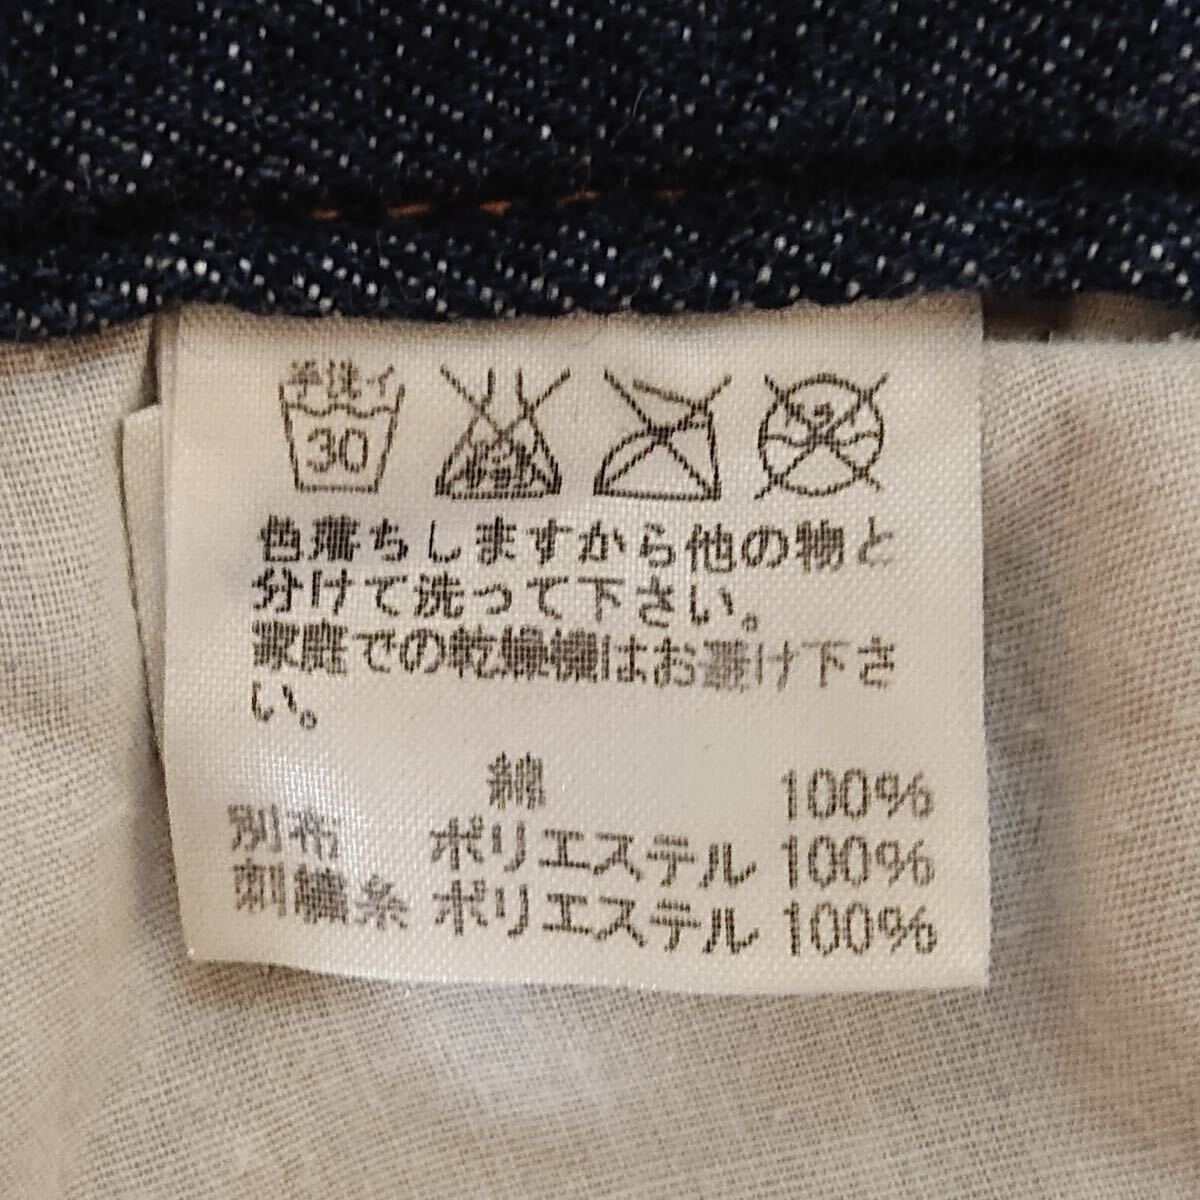 手洗イ
30
色落ちしますから他の物と
分けて洗って下さい。
家庭での乾燥機はお避け下さ
い。
綿 100%
別布 ポリエステル 100%
刺繍糸 ポリエステル 100%